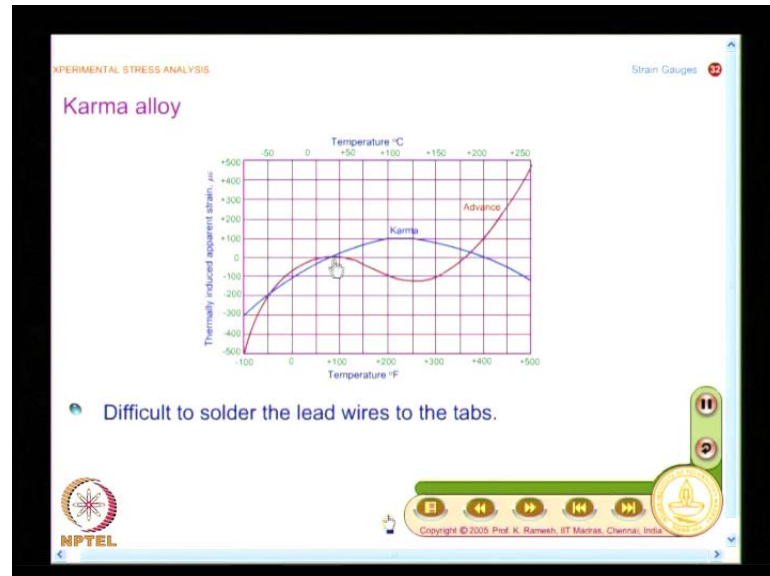 XPERIMENTAL STRESS ANALYSIS
Strain Gauges 32
Karma alloy
Temperature °C
-50 0 +50 +100 +150 +200 +250
Thermally induced apparent strain, με
+500
+400
+300
+200
+100
0
-100
-200
-300
-400
-500
Advance
Karma
-100 0 +100 +200 +300 +400 +500
Temperature °F
Difficult to solder the lead wires to the tabs.
NPTEL
Copyright © 2005 Prof. K. Ramesh, IIT Madras, Chennai, India